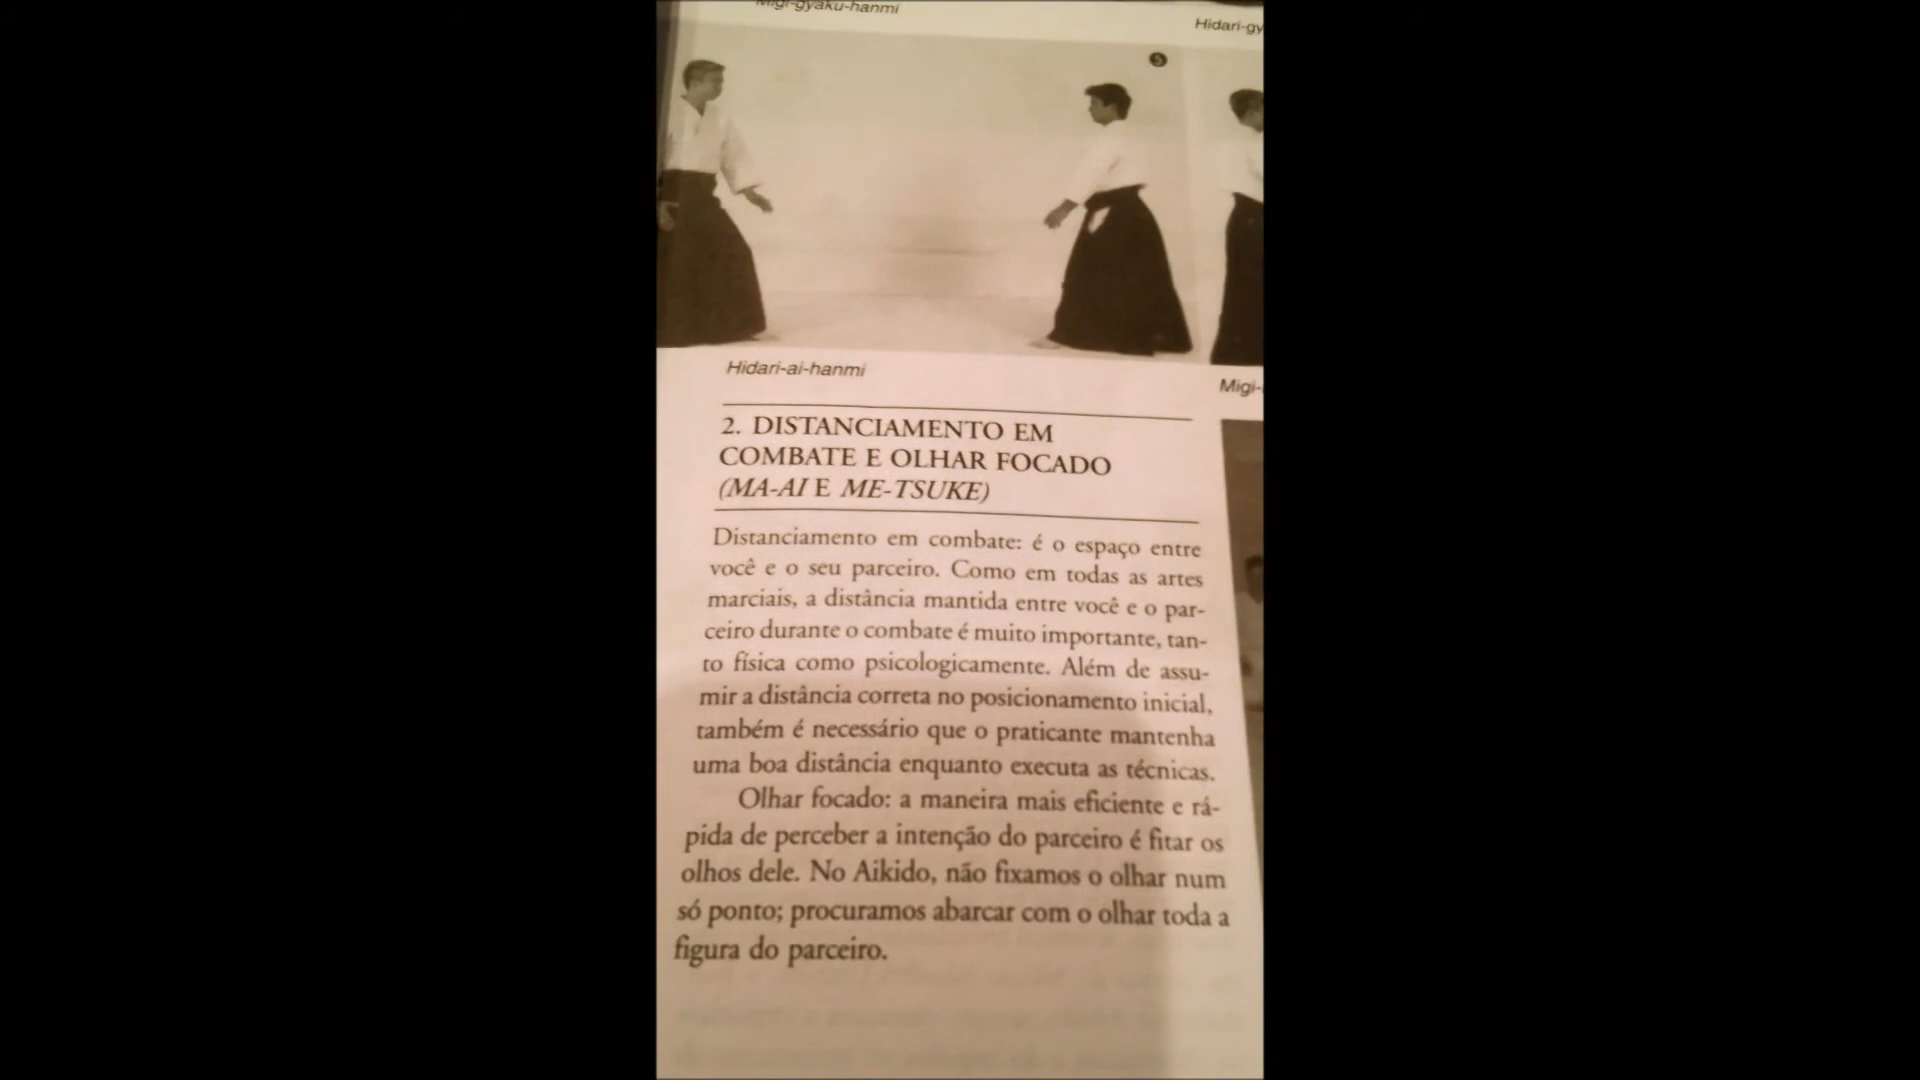 Migi-gyaku-hanmi
Hidari-gy
5
Hidari-ai-hanmi
Migi-
2. DISTANCIAMENTO EM
COMBATE E OLHAR FOCADO
(MA-AI E ME-TSUKE)
Distanciamento em combate: é o espaço entre
você e o seu parceiro. Como em todas as artes
marciais, a distância mantida entre você e o par-
ceiro durante o combate é muito importante, tan-
to física como psicologicamente. Além de assu-
mir a distância correta no posicionamento inicial,
também é necessário que o praticante mantenha
uma boa distância enquanto executa as técnicas.
Olhar focado: a maneira mais eficiente e rá-
pida de perceber a intenção do parceiro é fitar os
olhos dele. No Aikido, não fixamos o olhar num
só ponto; procuramos abarcar com o olhar toda a
figura do parceiro.